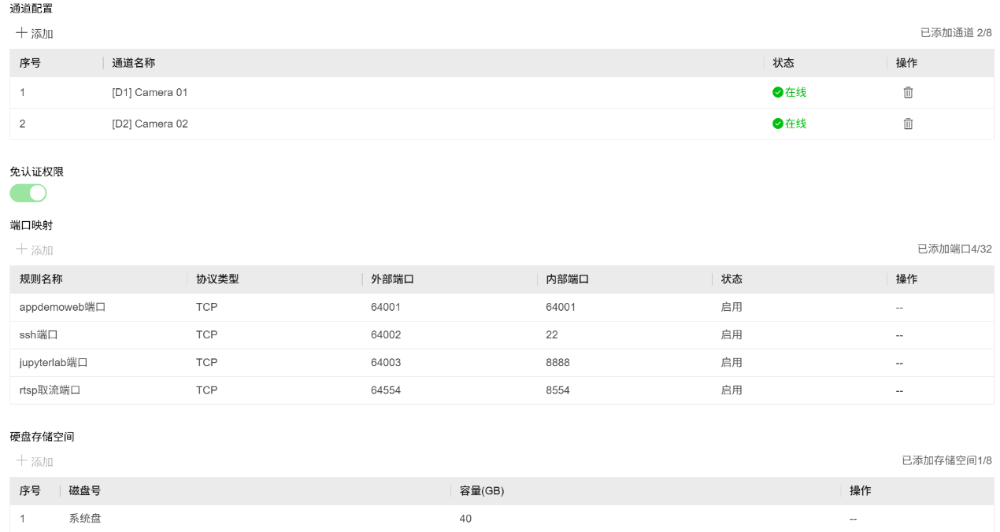 通道配置
添加 已添加通道 2/8
序号 通道名称 状态 操作
1 [D1] Camera 01 在线
2 [D2] Camera 02 在线
免认证权限
端口映射
添加 已添加端口4/32
规则名称 协议类型 外部端口 内部端口 状态 操作
appdemoweb端口 TCP 64001 64001 启用 --
ssh端口 TCP 64002 22 启用 --
jupyterlab端口 TCP 64003 8888 启用 --
rtsp取流端口 TCP 64554 8554 启用 --
硬盘存储空间
添加 已添加存储空间1/8
序号 磁盘号 容量(GB) 操作
1 系统盘 40 --